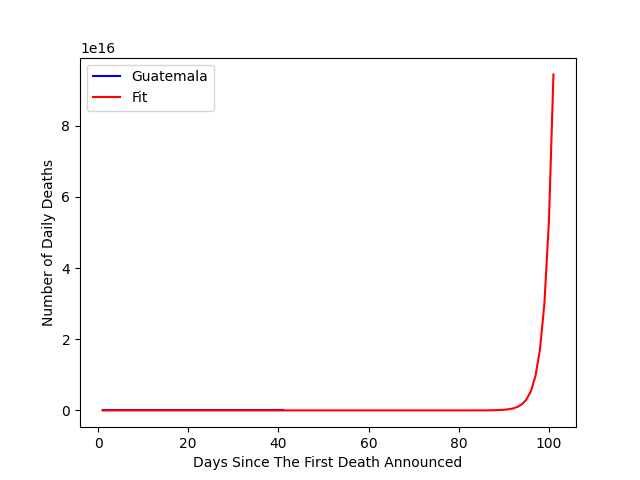 1e16
Guatemala
Fit
8
6
4
2
0
Number of Daily Deaths
0 20 40 60 80 100
Days Since The First Death Announced